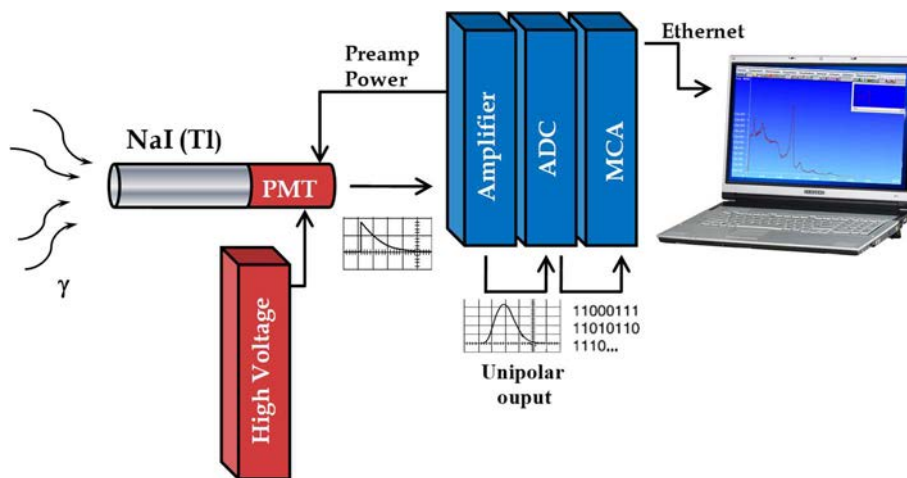 Ethernet
Preamp
Power
NaI (Tl)
PMT
Amplifier
ADC
MCA
γ
High Voltage
11000111
11010110
1110...
Unipolar
ouput